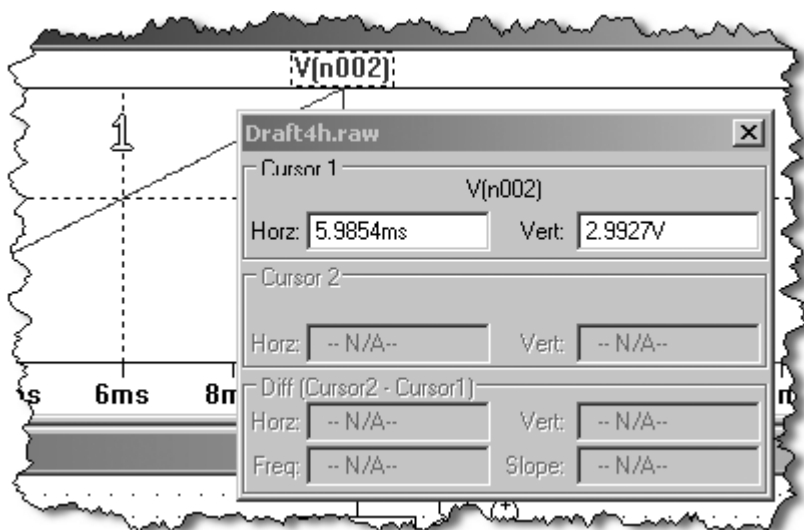 V(n002)
1
Draft4h.raw
Cursor 1
V(n002)
Horz: 5.9854ms Vert: 2.9927V
Cursor 2
Horz: -- N/A-- Vert: -- N/A--
6ms
Diff (Cursor2 - Cursor1)
Horz: -- N/A-- Vert: -- N/A--
Freq: -- N/A-- Slope: -- N/A--